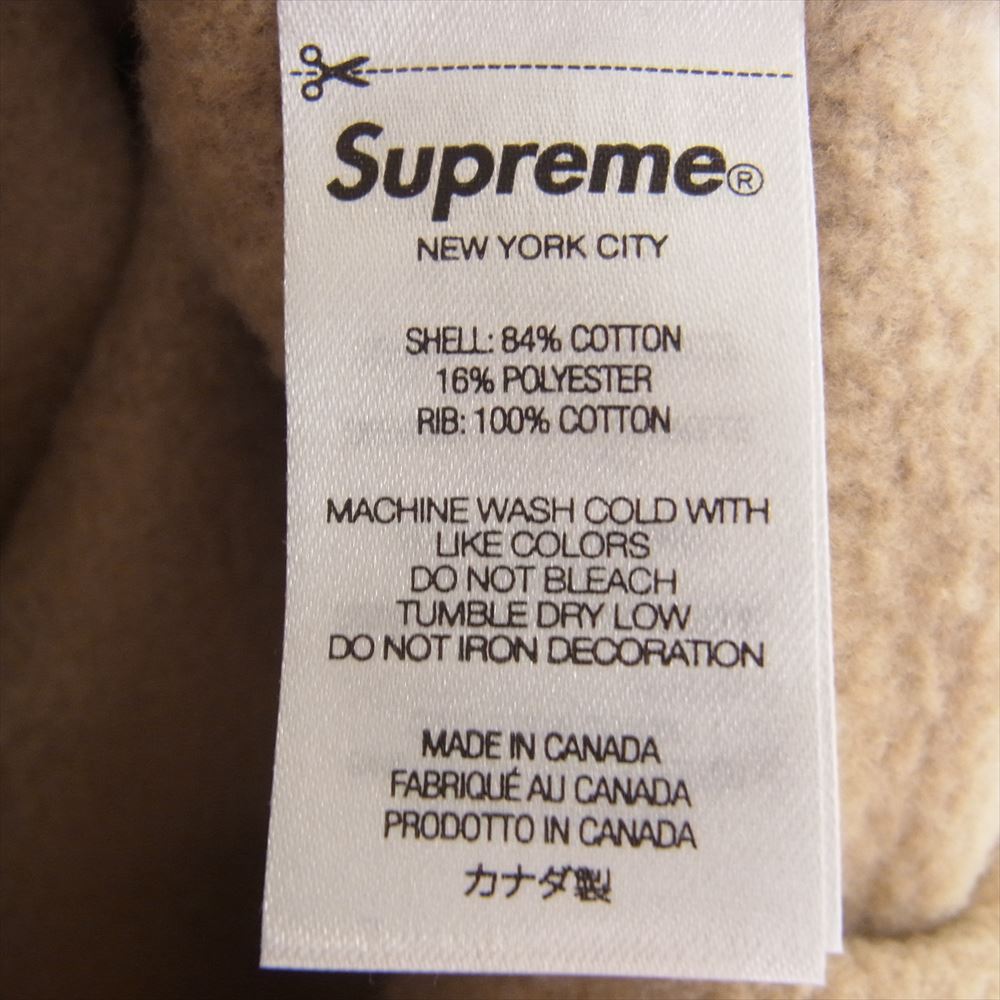 Supreme®
NEW YORK CITY
SHELL: 84% COTTON
16% POLYESTER
RIB: 100% COTTON
MACHINE WASH COLD WITH
LIKE COLORS
DO NOT BLEACH
TUMBLE DRY LOW
DO NOT IRON DECORATION
MADE IN CANADA
FABRIQUÉ AU CANADA
PRODOTTO IN CANADA
カナダ製